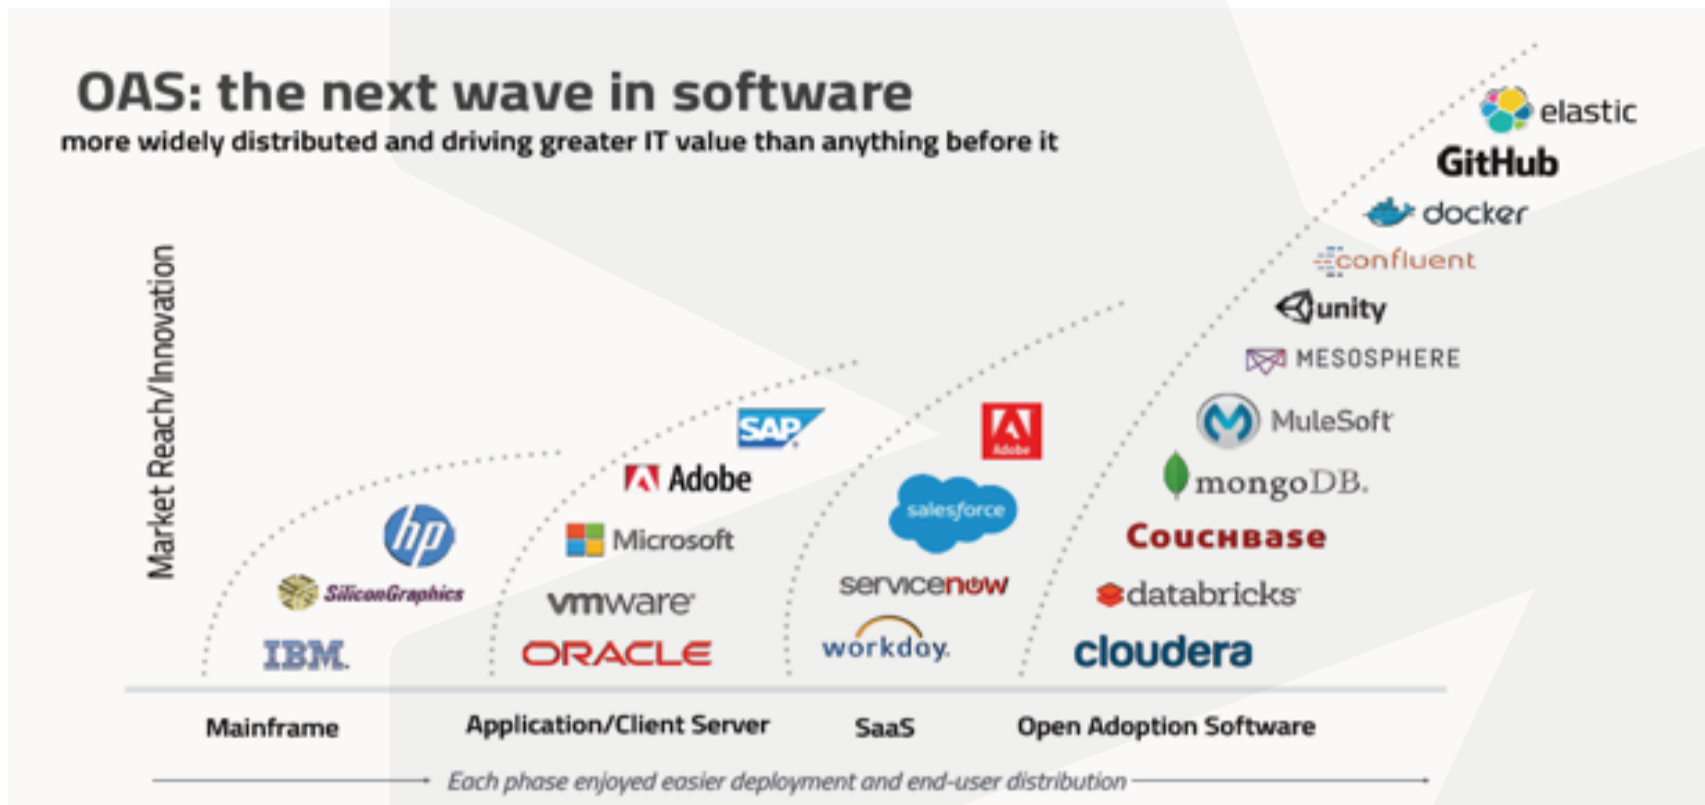 OAS: the next wave in software
more widely distributed and driving greater IT value than anything before it
Market Reach/Innovation
hp
SiliconGraphics
IBM.
SAP
Adobe
Microsoft
vmware
ORACLE
Adobe
salesforce
servicenow
workday.
elastic
GitHub
docker
confluent
unity
MESOSPHERE
MuleSoft
mongoDB.
COUCHBASE
databricks
cloudera
Mainframe
Application/Client Server
SaaS
Open Adoption Software
Each phase enjoyed easier deployment and end-user distribution